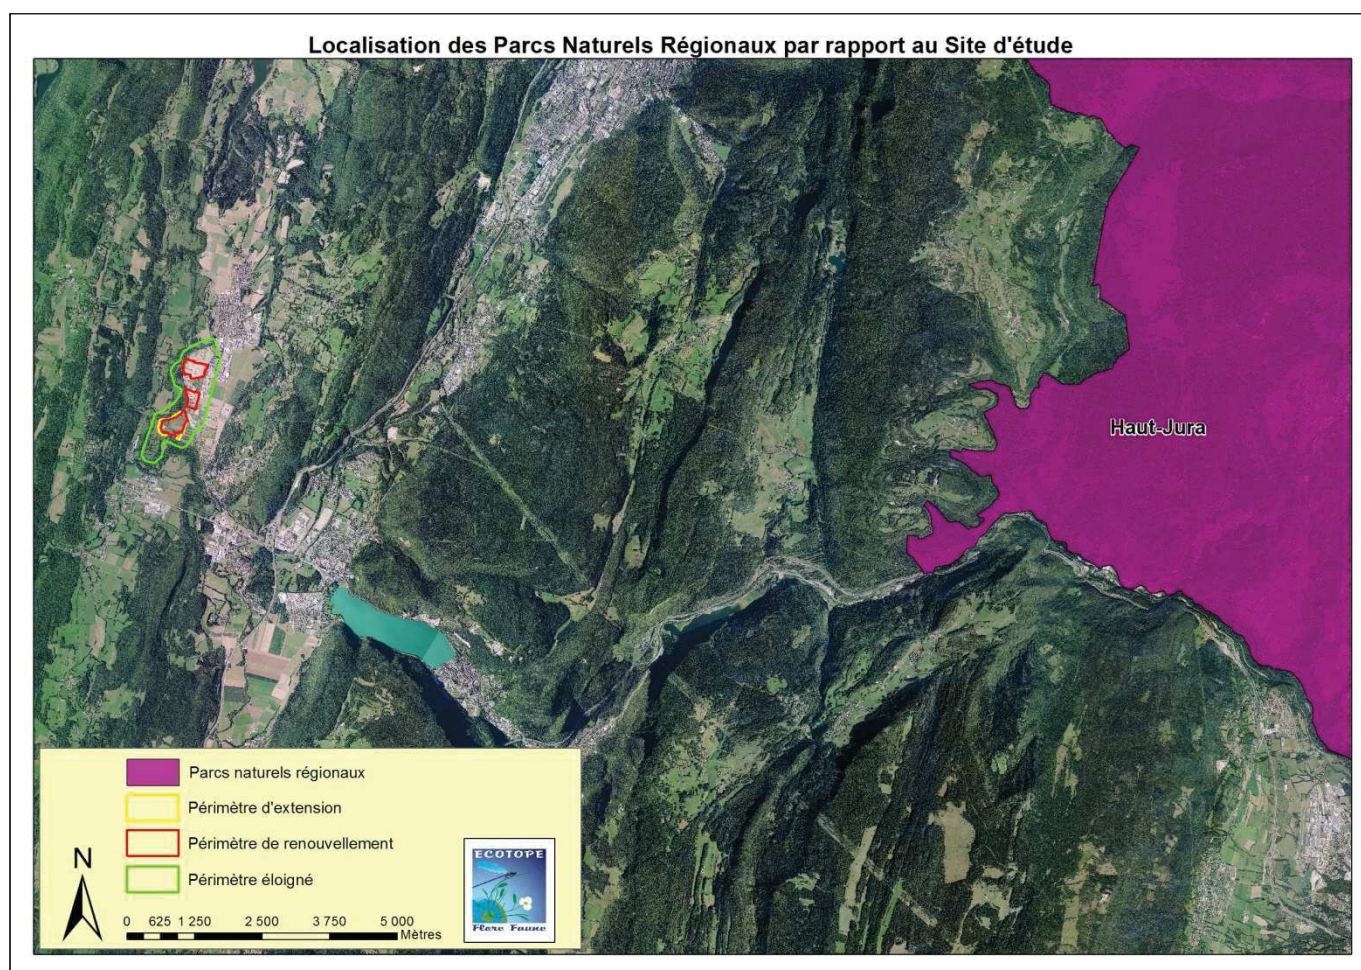 Localisation des Parcs Naturels Régionaux par rapport au Site d'étude
Haut-Jura
Parcs naturels régionaux
Périmètre d'extension
Périmètre de renouvellement
Périmètre éloigné
N
0 625 1 250 2 500 3 750 5 000
Mètres
ECOTOPE
Flore Faune